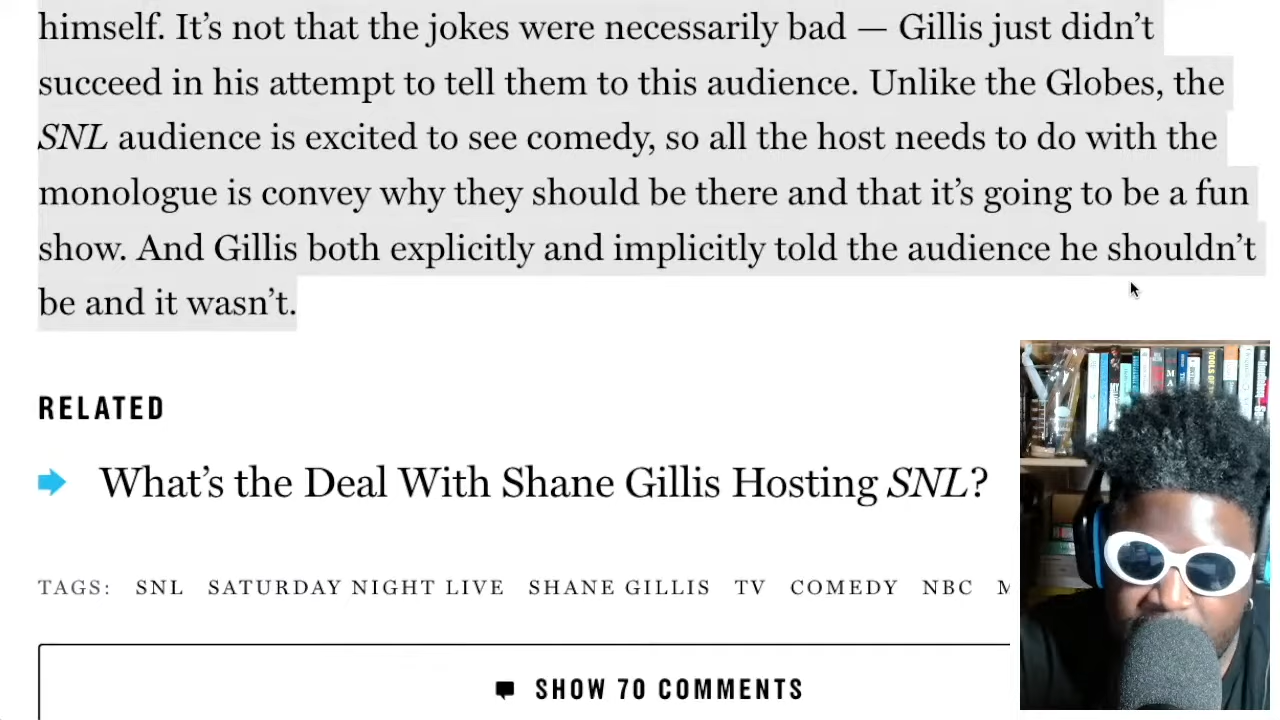 himself. It’s not that the jokes were necessarily bad — Gillis just didn’t
succeed in his attempt to tell them to this audience. Unlike the Globes, the
SNL audience is excited to see comedy, so all the host needs to do with the
monologue is convey why they should be there and that it’s going to be a fun
show. And Gillis both explicitly and implicitly told the audience he shouldn’t
be and it wasn’t.
RELATED
What’s the Deal With Shane Gillis Hosting SNL?
TAGS: SNL SATURDAY NIGHT LIVE SHANE GILLIS TV COMEDY NBC
SHOW 70 COMMENTS